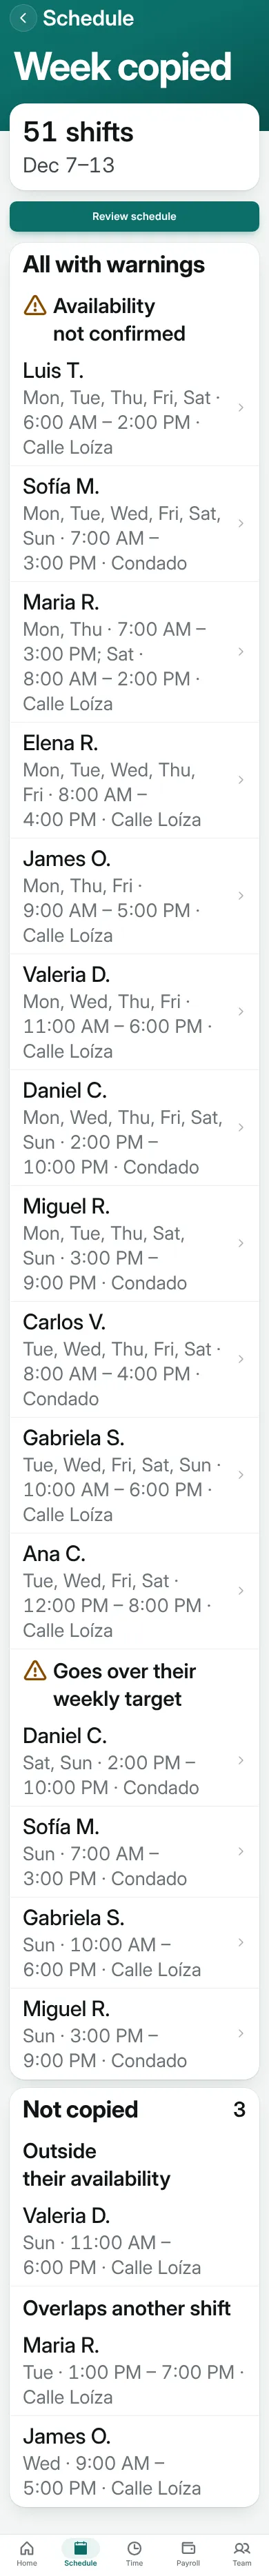 Schedule
Week copied
51 shifts
Dec 7–13
Review schedule
All with warnings
Availability
not confirmed
Luis T.
Mon, Tue, Thu, Fri, Sat ·
6:00 AM – 2:00 PM ·
Calle Loíza
Sofía M.
Mon, Tue, Wed, Fri, Sat,
Sun · 7:00 AM –
3:00 PM · Condado
Maria R.
Mon, Thu · 7:00 AM –
3:00 PM; Sat ·
8:00 AM – 2:00 PM ·
Calle Loíza
Elena R.
Mon, Tue, Wed, Thu,
Fri · 8:00 AM –
4:00 PM · Calle Loíza
James O.
Mon, Thu, Fri ·
9:00 AM – 5:00 PM ·
Calle Loíza
Valeria D.
Mon, Wed, Thu, Fri ·
11:00 AM – 6:00 PM ·
Calle Loíza
Daniel C.
Mon, Wed, Thu, Fri, Sat,
Sun · 2:00 PM –
10:00 PM · Condado
Miguel R.
Mon, Tue, Thu, Sat,
Sun · 3:00 PM –
9:00 PM · Condado
Carlos V.
Tue, Wed, Thu, Fri, Sat ·
8:00 AM – 4:00 PM ·
Condado
Gabriela S.
Tue, Wed, Fri, Sat, Sun ·
10:00 AM – 6:00 PM ·
Calle Loíza
Ana C.
Tue, Wed, Fri, Sat ·
12:00 PM – 8:00 PM ·
Calle Loíza
Goes over their
weekly target
Daniel C.
Sat, Sun · 2:00 PM –
10:00 PM · Condado
Sofía M.
Sun · 7:00 AM –
3:00 PM · Condado
Gabriela S.
Sun · 10:00 AM –
6:00 PM · Calle Loíza
Miguel R.
Sun · 3:00 PM –
9:00 PM · Condado
Not copied 3
Outside
their availability
Valeria D.
Sun · 11:00 AM –
6:00 PM · Calle Loíza
Overlaps another shift
Maria R.
Tue · 1:00 PM – 7:00 PM ·
Calle Loíza
James O.
Wed · 9:00 AM –
5:00 PM · Calle Loíza
Home Schedule Time Payroll Team